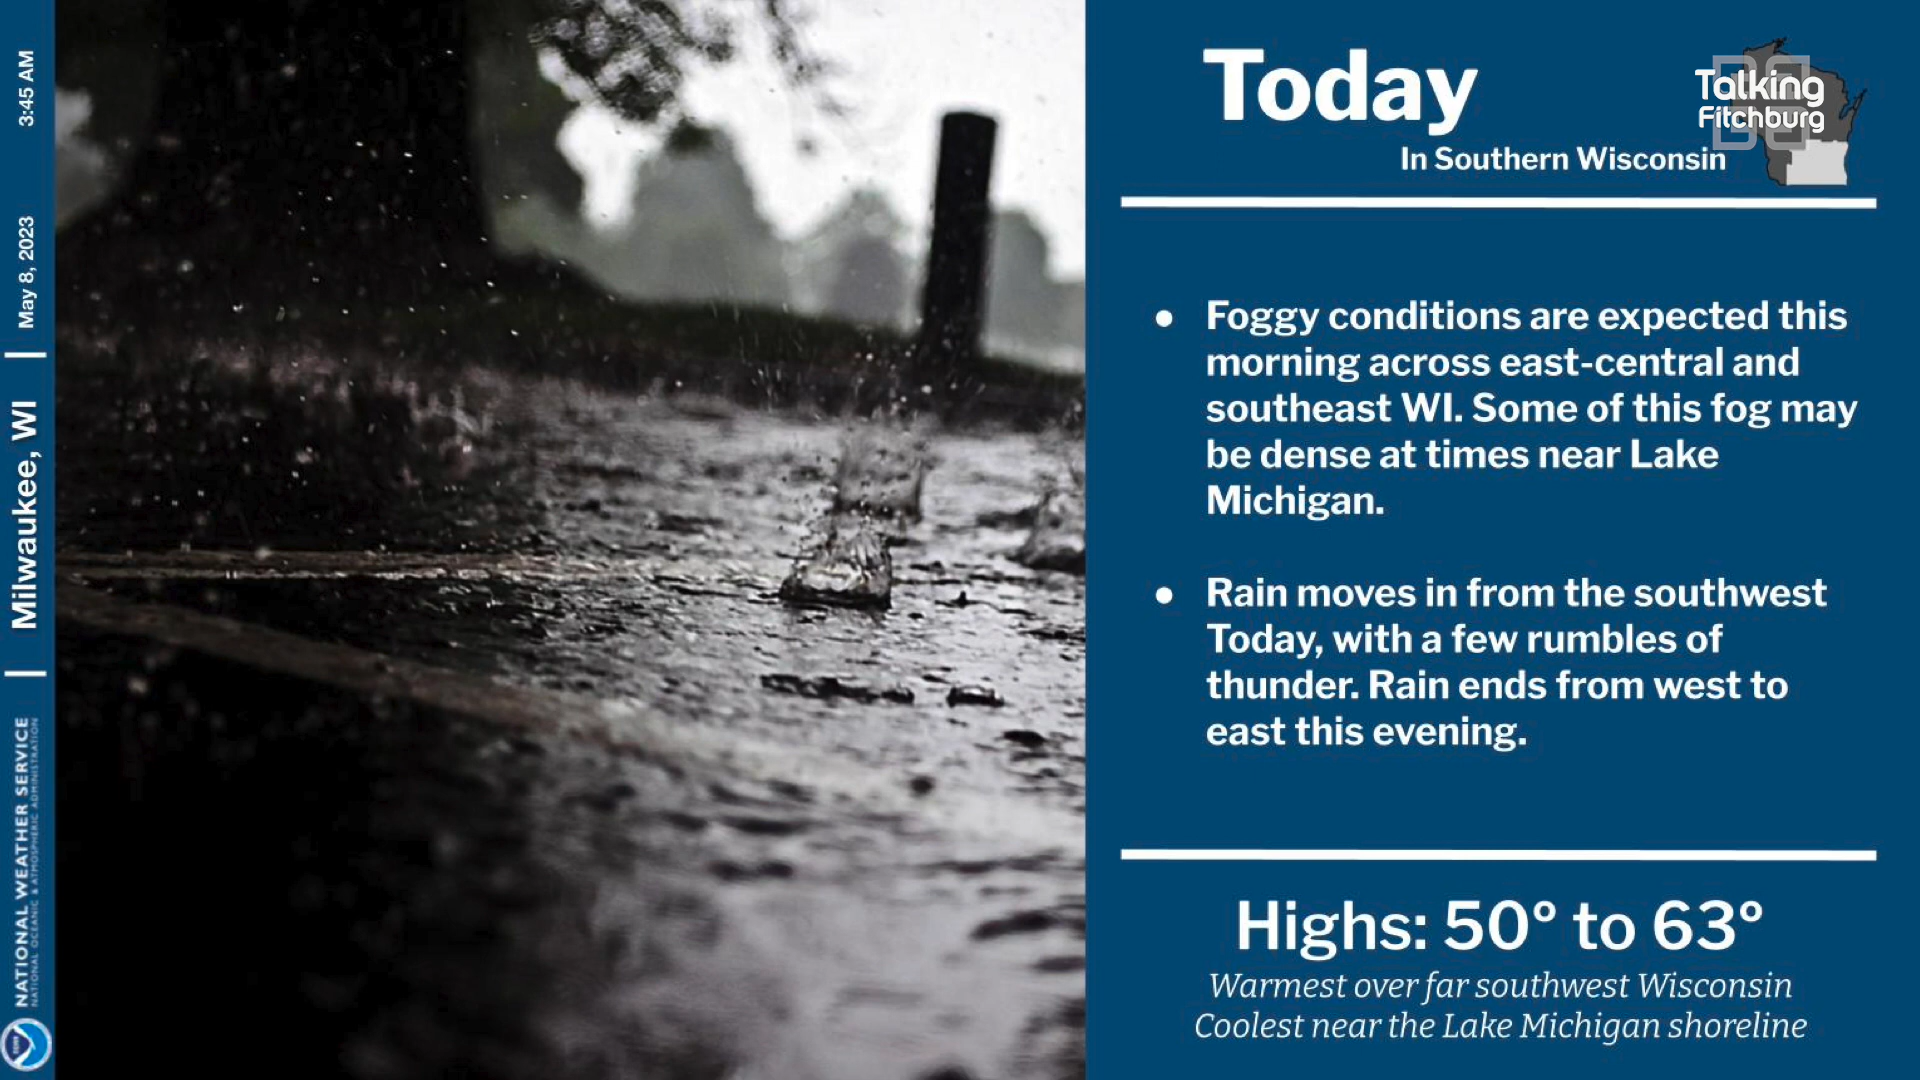 Today
In Southern Wisconsin
Talking
Fitchburg
• Foggy conditions are expected this
morning across east-central and
southeast WI. Some of this fog may
be dense at times near Lake
Michigan.
• Rain moves in from the southwest
Today, with a few rumbles of
thunder. Rain ends from west to
east this evening.
Highs: 50° to 63°
Warmest over far southwest Wisconsin
Coolest near the Lake Michigan shoreline
NATIONAL WEATHER SERVICE
NATIONAL OCEANIC & ATMOSPHERIC ADMINISTRATION
Milwaukee, WI
May 8, 2023
3:45 AM